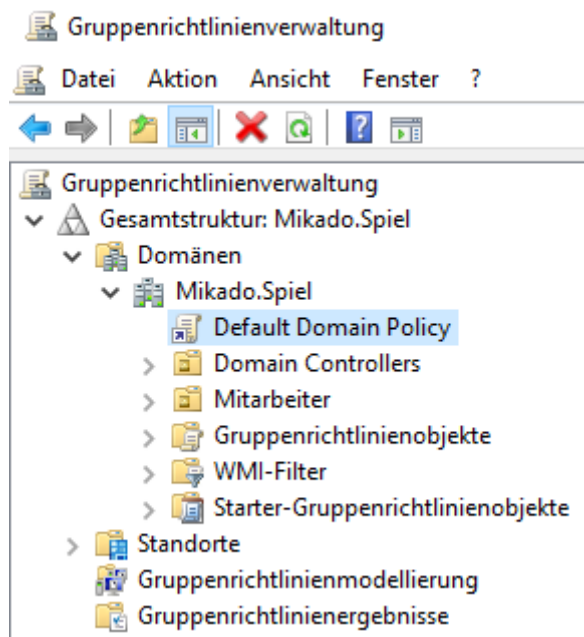 Gruppenrichtlinienverwaltung
Datei Aktion Ansicht Fenster ?
Gruppenrichtlinienverwaltung
Gesamtstruktur: Mikado.Spiel
Domänen
Mikado.Spiel
Default Domain Policy
Domain Controllers
Mitarbeiter
Gruppenrichtlinienobjekte
WMI-Filter
Starter-Gruppenrichtlinienobjekte
Standorte
Gruppenrichtlinienmodellierung
Gruppenrichtlinienergebnisse